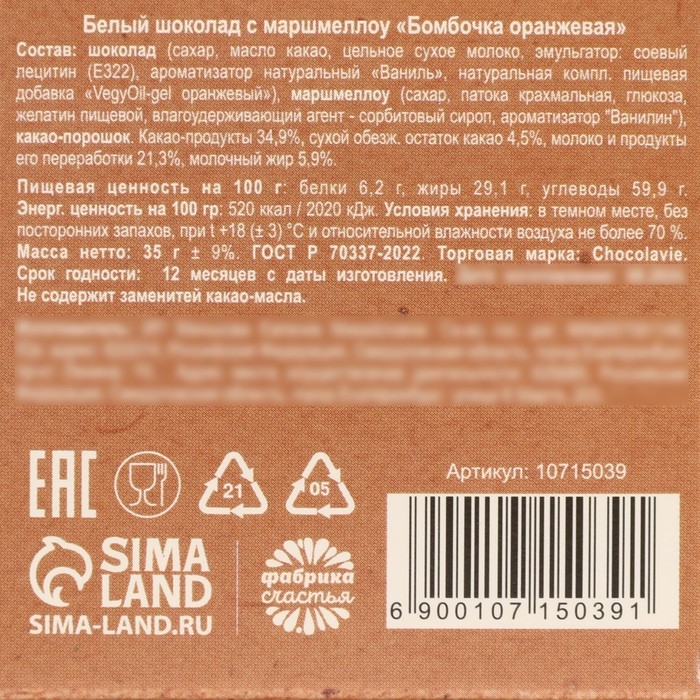 Белый шоколад с маршмеллоу «Бомбочка оранжевая»
Состав: шоколад (сахар, масло какао, цельное сухое молоко, эмульгатор: соевый
лецитин (Е322), ароматизатор натуральный «Ваниль», натуральная компл. пищевая
добавка «VegyOil-gel оранжевый»), маршмеллоу (сахар, патока крахмальная, глюкоза,
желатин пищевой, влагоудерживающий агент - сорбитовый сироп, ароматизатор "Ванилин"),
какао-порошок. Какао-продукты 34,9%, сухой обезж. остаток какао 4,5%, молоко и продукты
его переработки 21,3%, молочный жир 5,9%.
Пищевая ценность на 100 г: белки 6,2 г, жиры 29,1 г, углеводы 59,9 г.
Энерг. ценность на 100 гр: 520 ккал / 2020 кДж. Условия хранения: в темном месте, без
посторонних запахов, при t +18 (± 3) °С и относительной влажности воздуха не более 70 %.
Масса нетто: 35 г ± 9%. ГОСТ Р 70337-2022. Торговая марка: Chocolavie.
Срок годности: 12 месяцев с даты изготовления.
Не содержит заменитей какао-масла.
EAC
21
05
Артикул: 10715039
SIMA
LAND
SIMA-LAND.RU
фабрика
счастья
6 900107 150391